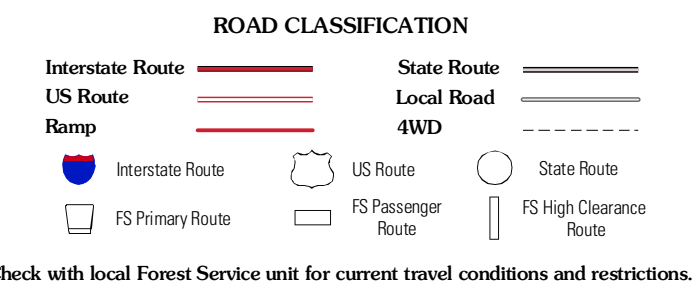 ROAD CLASSIFICATION
Interstate Route
State Route
US Route
Local Road
Ramp
4WD
Interstate Route
US Route
State Route
FS Primary Route
FS Passenger
Route
FS High Clearance
Route
heck with local Forest Service unit for current travel conditions and restrictions.